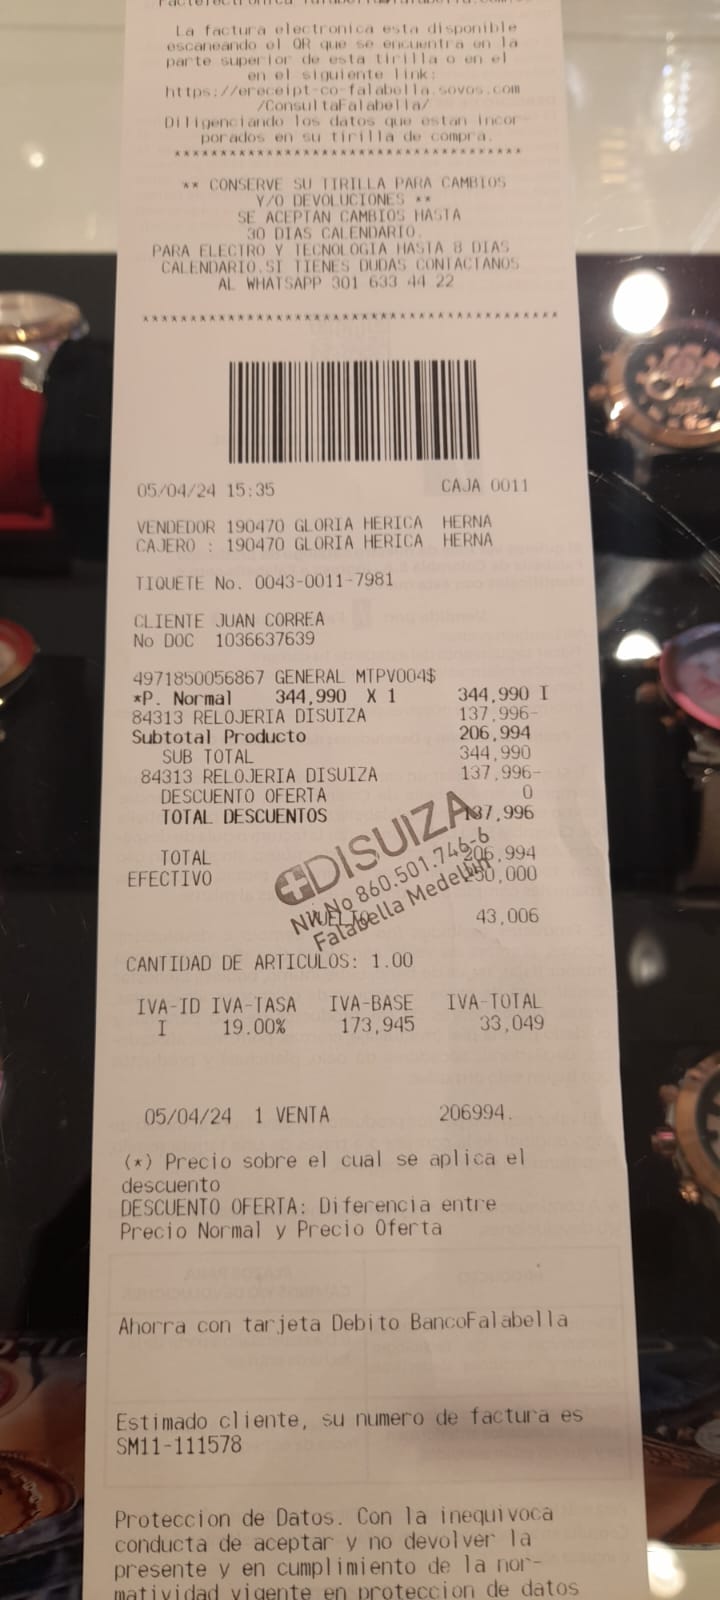 La factura electronica esta disponible
escaneando el QR que se encuentra en la
parte superior de esta tirilla o en el
en el siguiente link:
https://ereceipt-co-falabella.sovos.com
/ConsultaFalabella/
Diligenciando los datos que estan incor
porados en su tirilla de compra.
****************************************
** CONSERVE SU TIRILLA PARA CAMBIOS
Y/O DEVOLUCIONES **
SE ACEPTAN CAMBIOS HASTA
30 DIAS CALENDARIO.
PARA ELECTRO Y TECNOLOGIA HASTA 8 DIAS
CALENDARIO.SI TIENES DUDAS CONTACTANOS
AL WHATSAPP 301 633 44 22
****************************************
05/04/24 15:35 CAJA 0011
VENDEDOR 190470 GLORIA HERICA HERNA
CAJERO : 190470 GLORIA HERICA HERNA
TIQUETE No. 0043-0011-7981
CLIENTE JUAN CORREA
No DOC 1036637639
4971850056867 GENERAL MTPV004$
*P. Normal 344,990 X 1 344,990 I
84313 RELOJERIA DISUIZA 137,996-
Subtotal Producto 206,994
SUB TOTAL 344,990
84313 RELOJERIA DISUIZA 137,996-
DESCUENTO OFERTA 0
TOTAL DESCUENTOS 137,996
TOTAL 206,994
EFECTIVO 250,000
VUELTO 43,006
DISUIZA
Nit No 860.501.746-6
Falabella Medellin
CANTIDAD DE ARTICULOS: 1.00
IVA-ID IVA-TASA IVA-BASE IVA-TOTAL
I 19.00% 173,945 33,049
05/04/24 1 VENTA 206994.
(*) Precio sobre el cual se aplica el
descuento
DESCUENTO OFERTA: Diferencia entre
Precio Normal y Precio Oferta
Ahorra con tarjeta Debito BancoFalabella
Estimado cliente, su numero de factura es
SM11-111578
Proteccion de Datos. Con la inequivoca
conducta de aceptar y no devolver la
presente y en cumplimiento de la nor-
matividad vigente en proteccion de datos